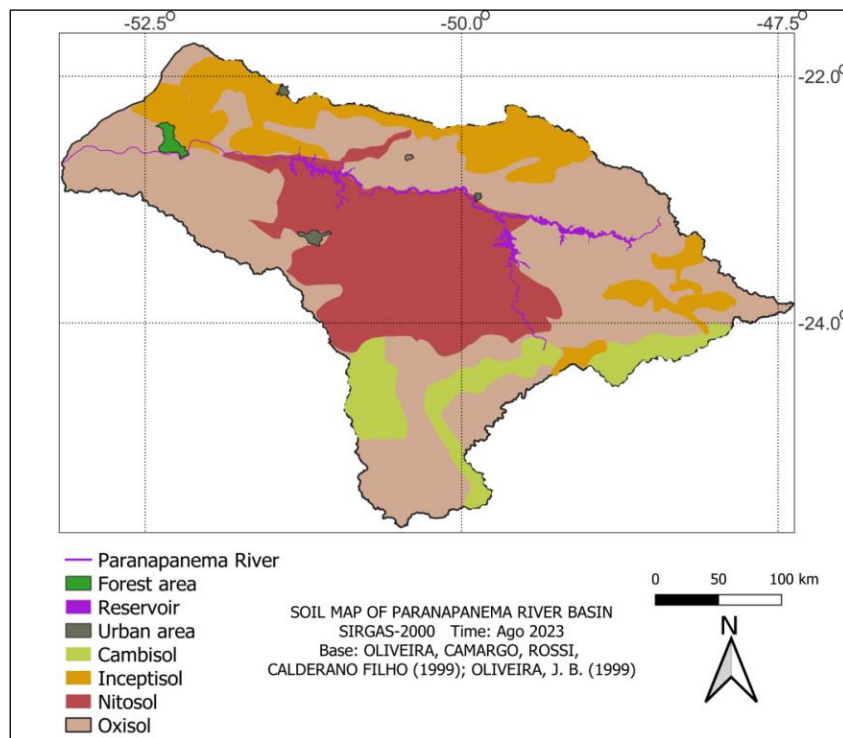 -52.5°
-50.0°
-47.5°
-22.0°
-24.0°
Paranapanema River
Forest area
Reservoir
Urban area
Cambisol
Inceptisol
Nitosol
Oxisol
SOIL MAP OF PARANAPANEMA RIVER BASIN
SIRGAS-2000 Time: Ago 2023
Base: OLIVEIRA, CAMARGO, ROSSI,
CALDERANO FILHO (1999); OLIVEIRA, J. B. (1999)
0 50 100 km
N